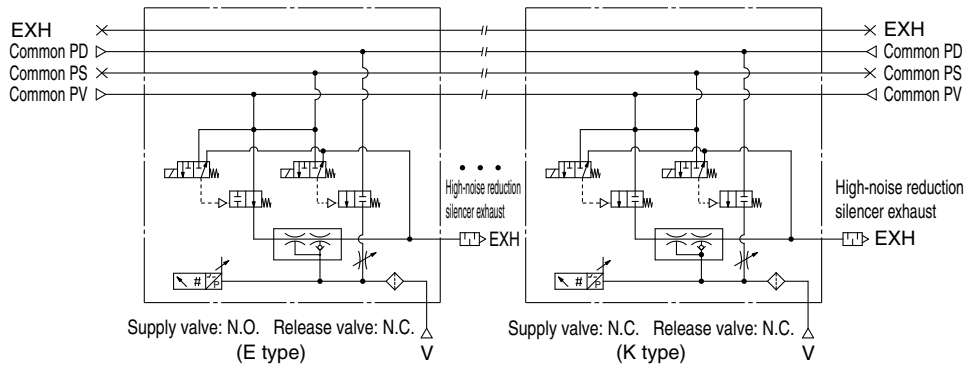 EXH
Common PD
Common PS
Common PV
EXH
Common PD
Common PS
Common PV
High-noise reduction
silencer exhaust
EXH
High-noise reduction
silencer exhaust
EXH
#
P
#
P
Supply valve: N.O. Release valve: N.C.
(E type)
V
Supply valve: N.C. Release valve: N.C.
(K type)
V